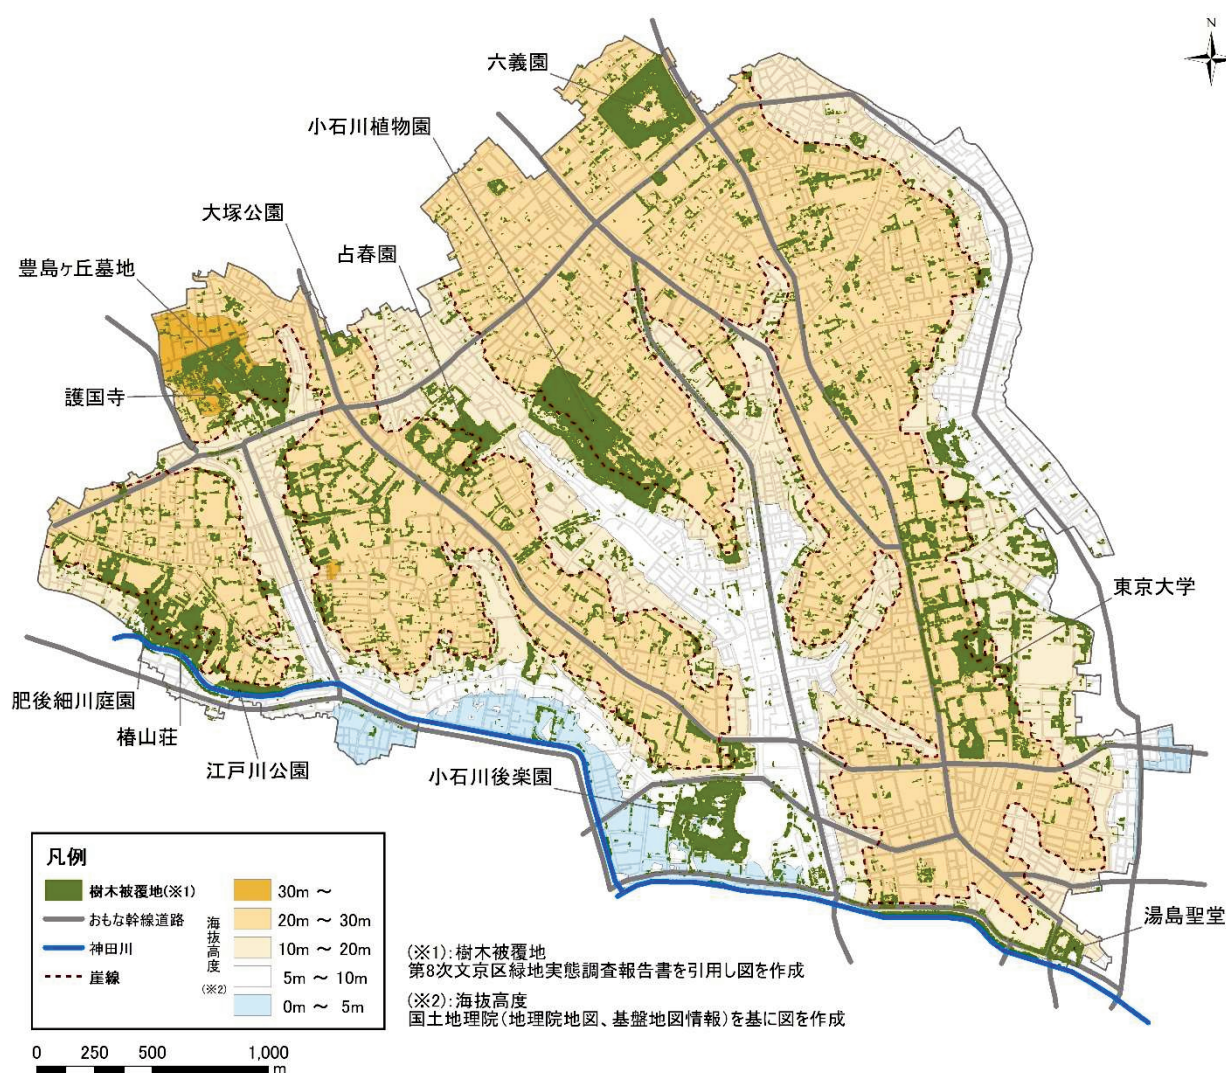 N
六義園
小石川植物園
大塚公園
占春園
豊島ヶ丘墓地
護国寺
東京大学
肥後細川庭園
椿山荘
江戸川公園
小石川後楽園
湯島聖堂
凡例
樹木被覆地(※1)
おもな幹線道路
神田川
崖線
海抜高度
(※2)
30m ～
20m ～ 30m
10m ～ 20m
5m ～ 10m
0m ～ 5m
(※1):樹木被覆地
第8次文京区緑地実態調査報告書を引用し図を作成
(※2):海抜高度
国土地理院(地理院地図、基盤地図情報)を基に図を作成
0 250 500 1,000
m